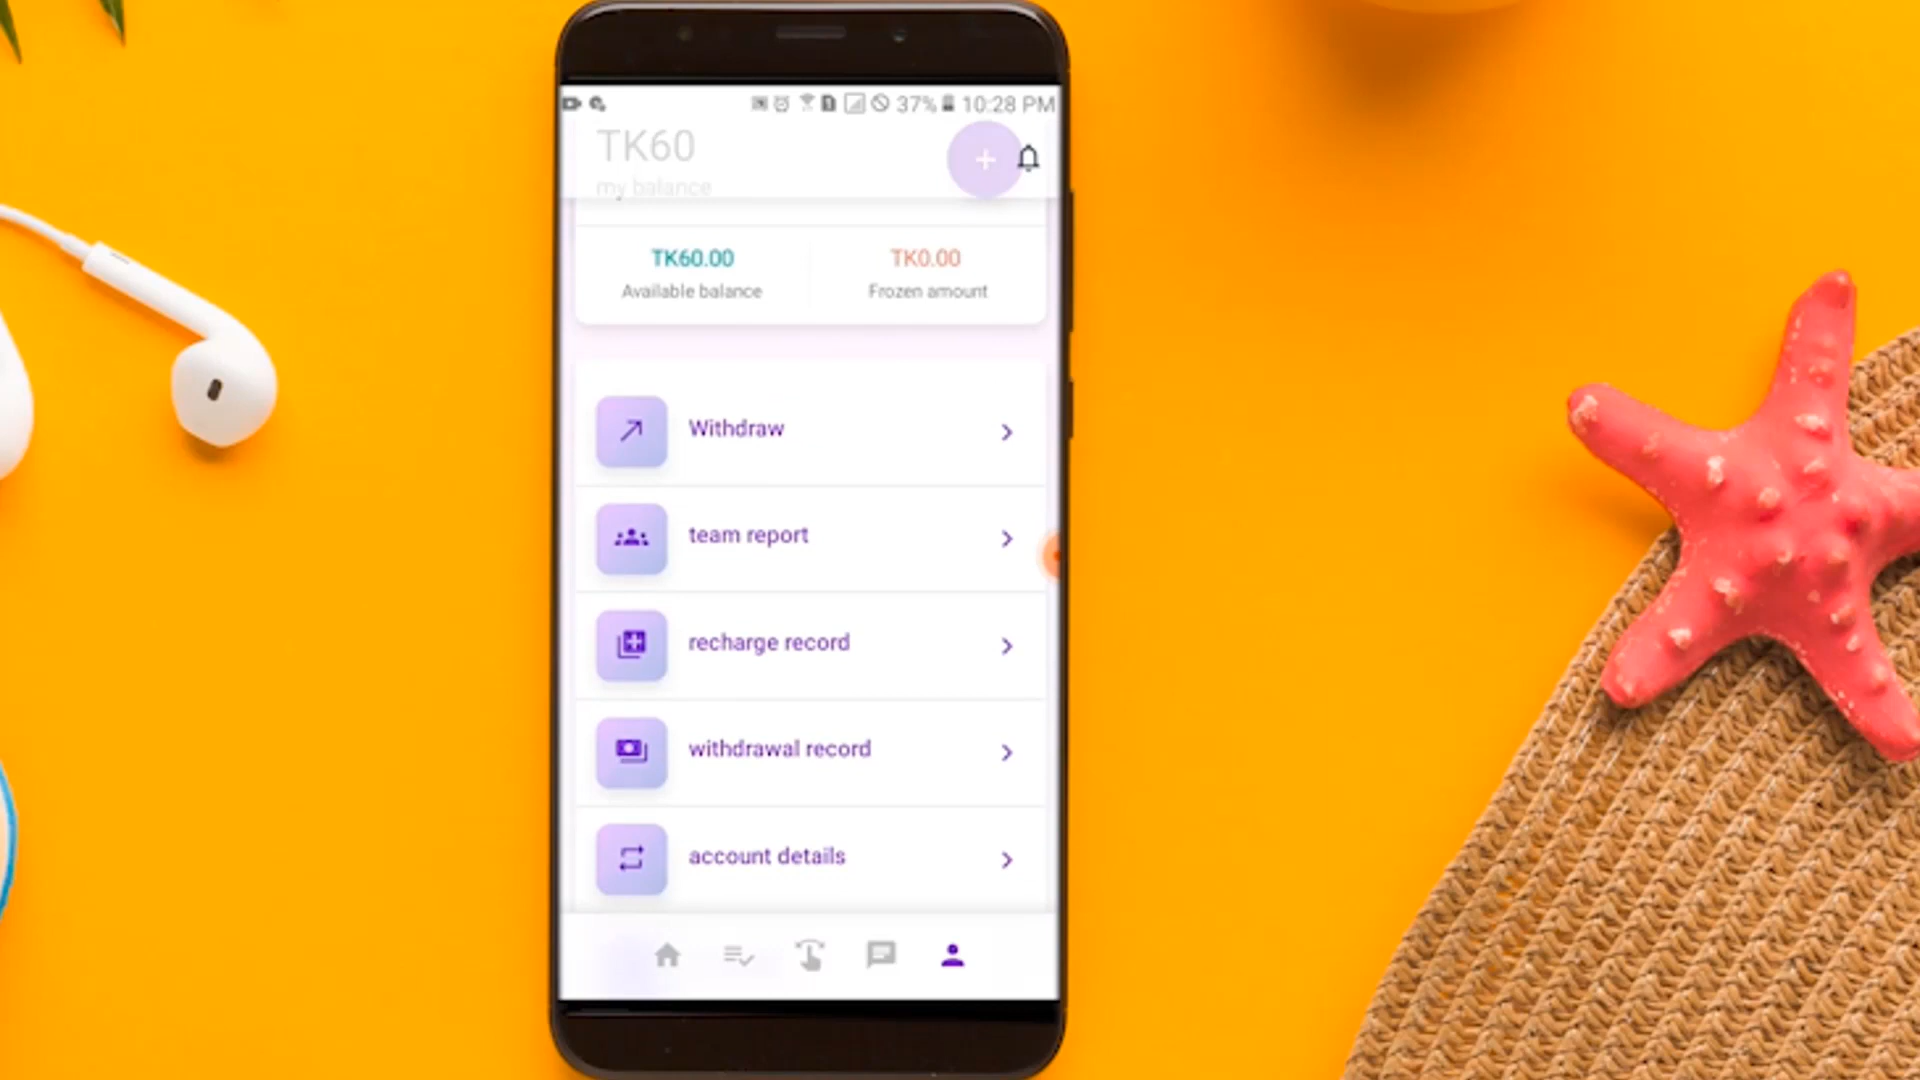 37% 10:28 PM
TK60
my balance
TK60.00
Available balance
TK0.00
Frozen amount
Withdraw
team report
recharge record
withdrawal record
account details